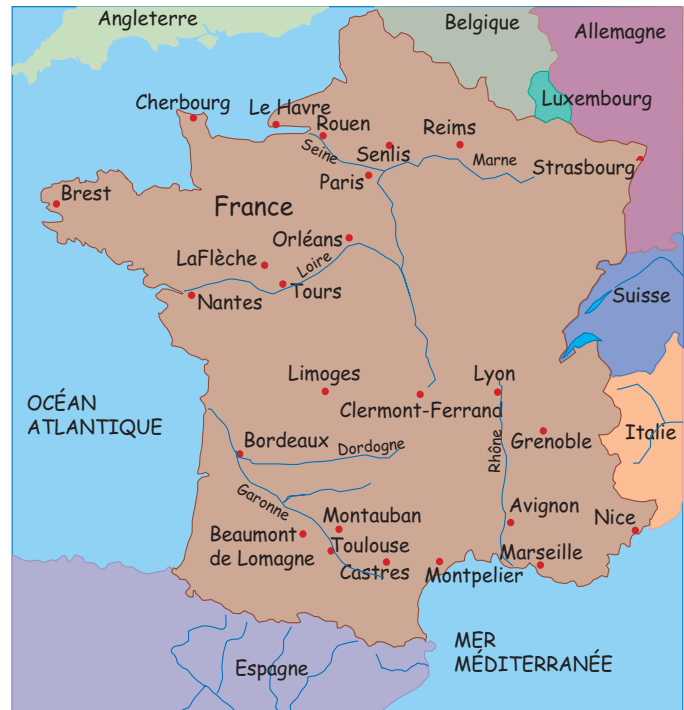 Angleterre
Belgique
Allemagne
Luxembourg
Cherbourg
Le Havre
Rouen
Reims
Seine
Senlis
Marne
Strasbourg
Paris
Brest
France
Orléans
LaFlèche
Loire
Tours
Nantes
Suisse
Limoges
Lyon
Clermont-Ferrand
OCÉAN
ATLANTIQUE
Bordeaux
Dordogne
Rhône
Grenoble
Italie
Garonne
Montauban
Avignon
Nice
Beaumont
de Lomagne
Toulouse
Marseille
Castres
Montpelier
MER
MÉDITERRANÉE
Espagne